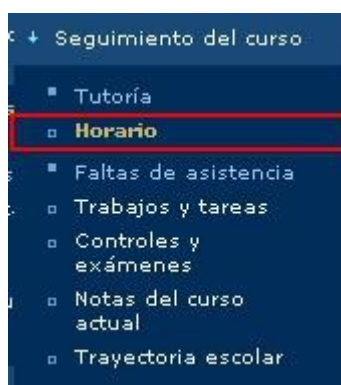 Seguimiento del curso
Tutoría
Horario
Faltas de asistencia
Trabajos y tareas
Controles y
exámenes
Notas del curso
actual
Trayectoria escolar